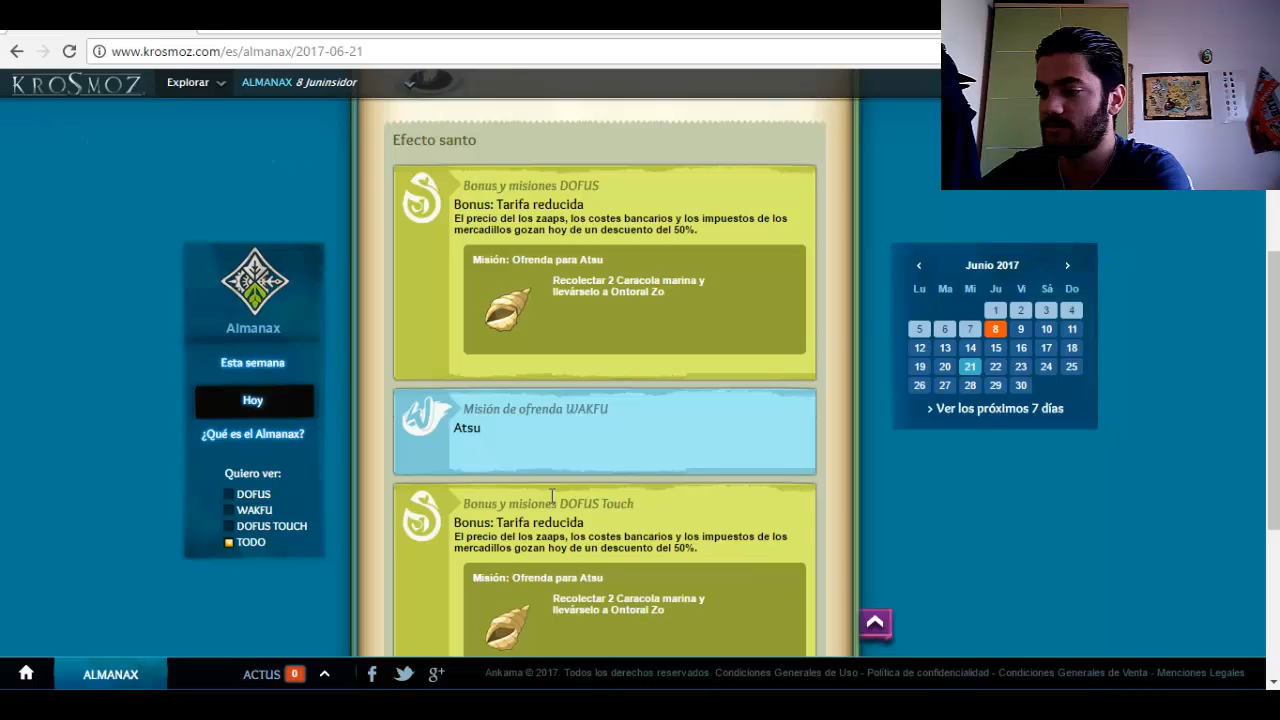 www.krosmoz.com/es/almanax/2017-06-21
KROSMOZ
Explorar
ALMANAX 8 Juninsidor
Efecto santo
Bonus y misiones DOFUS
Bonus: Tarifa reducida
El precio del los zaaps, los costes bancarios y los impuestos de los
mercadillos gozan hoy de un descuento del 50%.
Misión: Ofrenda para Atsu
Recolectar 2 Caracola marina y
llevárselo a Ontoral Zo
Misión de ofrenda WAKFU
Atsu
Bonus y misiones DOFUS Touch
Bonus: Tarifa reducida
El precio del los zaaps, los costes bancarios y los impuestos de los
mercadillos gozan hoy de un descuento del 50%.
Misión: Ofrenda para Atsu
Recolectar 2 Caracola marina y
llevárselo a Ontoral Zo
Almanax
Esta semana
Hoy
¿Qué es el Almanax?
Quiero ver:
DOFUS
WAKFU
DOFUS TOUCH
TODO
‹ Junio 2017 ›
Lu Ma Mi Ju Vi Sá Do
1 2 3 4
5 6 7 8 9 10 11
12 13 14 15 16 17 18
19 20 21 22 23 24 25
26 27 28 29 30
› Ver los próximos 7 días
ALMANAX
ACTUS 0
Ankama © 2017. Todo los derechos reservados. Condiciones Generales de Uso - Política de confidencialidad - Condiciones Generales de Venta - Menciones Legales